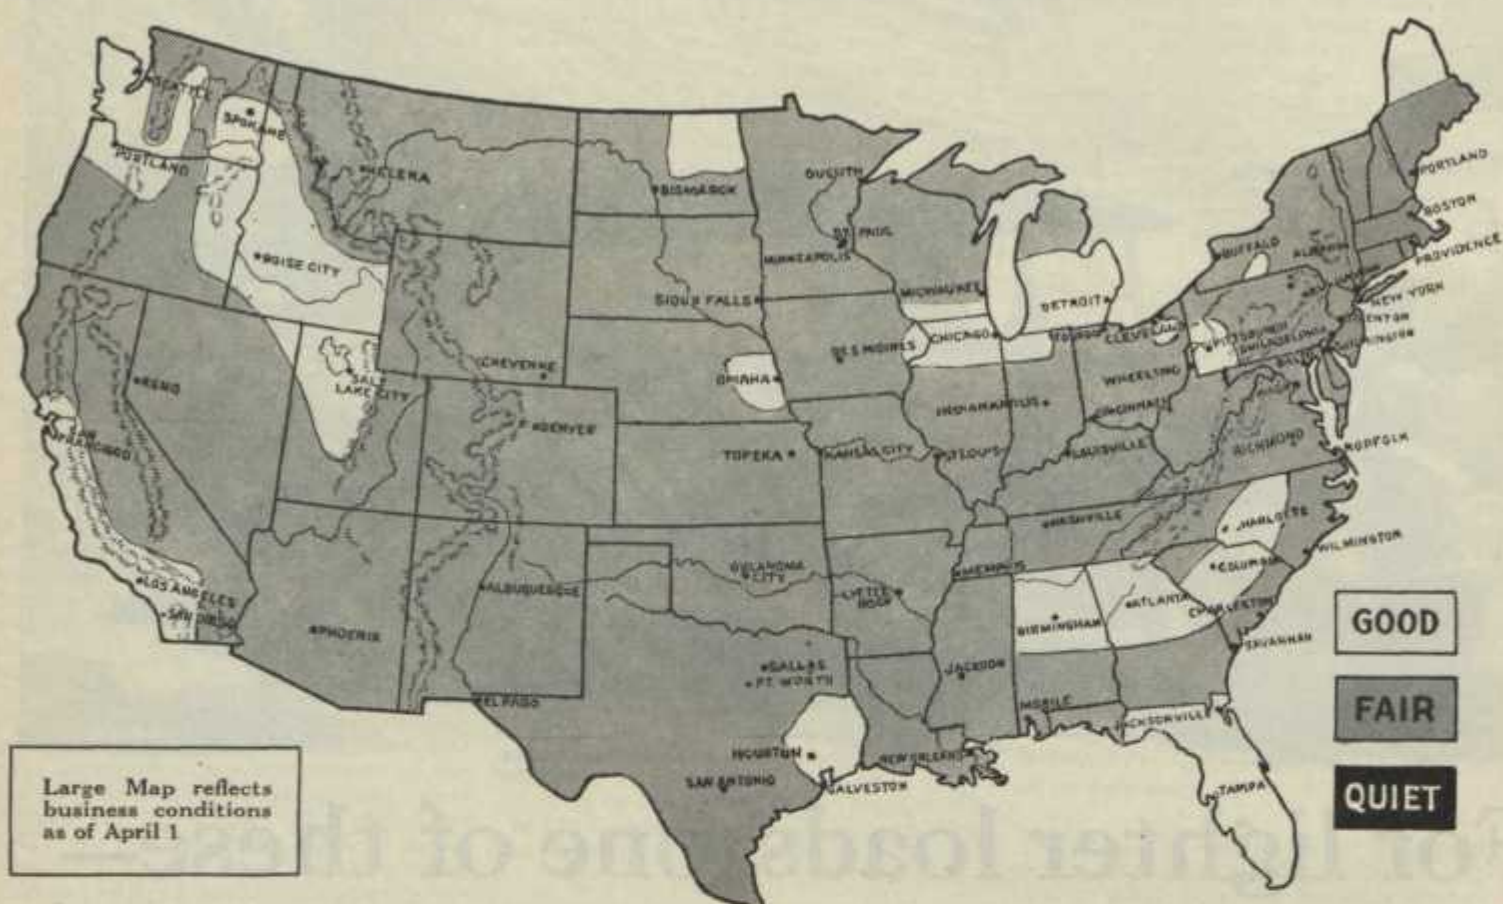 SEATTLE
SPOKANE
PORTLAND
HELENA
BISMARCK
DULUTH
ST. PAUL
MINNEAPOLIS
BOISE CITY
SIOUX FALLS
MILWAUKEE
DETROIT
BUFFALO
ALBANY
PORTLAND
BOSTON
PROVIDENCE
NEW YORK
TRENTON
CHICAGO
CLEVELAND
PITTSBURGH
PHILADELPHIA
DES MOINES
CHEYENNE
OMAHA
WHEELING
RENO
SALT
LAKE CITY
DENVER
INDIANAPOLIS
CINCINNATI
SAN
FRANCISCO
TOPEKA
KANSAS CITY
ST LOUIS
LOUISVILLE
RICHMOND
NORFOLK
NASHVILLE
CHARLOTTE
WILMINGTON
LOS ANGELES
SAN DIEGO
ALBUQUERQUE
OKLAHOMA
CITY
MEMPHIS
COLUMBIA
LITTLE
ROCK
ATLANTA
CHARLESTON
BIRMINGHAM
PHOENIX
SAVANNAH
DALLAS
FT. WORTH
JACKSON
EL PASO
MOBILE
JACKSONVILLE
HOUSTON
NEW ORLEANS
SAN ANTONIO
GALVESTON
TAMPA
GOOD
FAIR
QUIET
Large Map reflects
business conditions
as of April 1